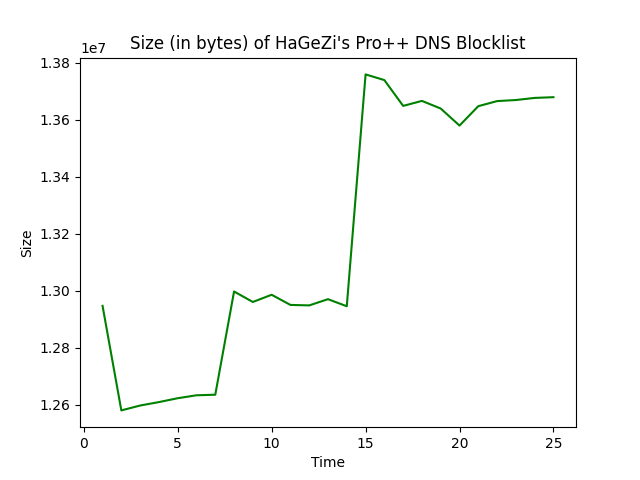 Size (in bytes) of HaGeZi's Pro++ DNS Blocklist
1e7
1.38
1.36
1.34
1.32
1.30
1.28
1.26
Size
0 5 10 15 20 25
Time